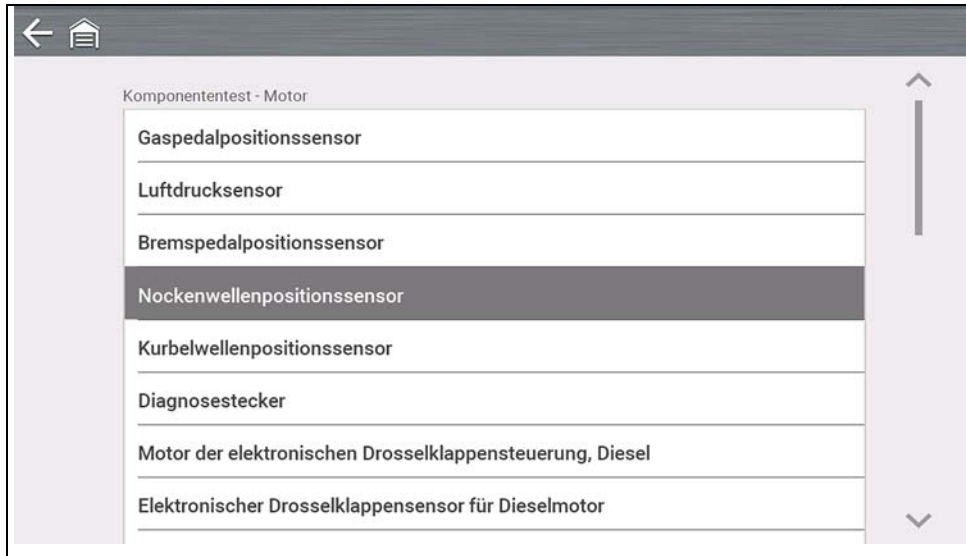 Komponententest - Motor
Gaspedalpositionssensor
Luftdrucksensor
Bremspedalpositionssensor
Nockenwellenpositionssensor
Kurbelwellenpositionssensor
Diagnosestecker
Motor der elektronischen Drosselklappensteuerung, Diesel
Elektronischer Drosselklappensensor für Dieselmotor